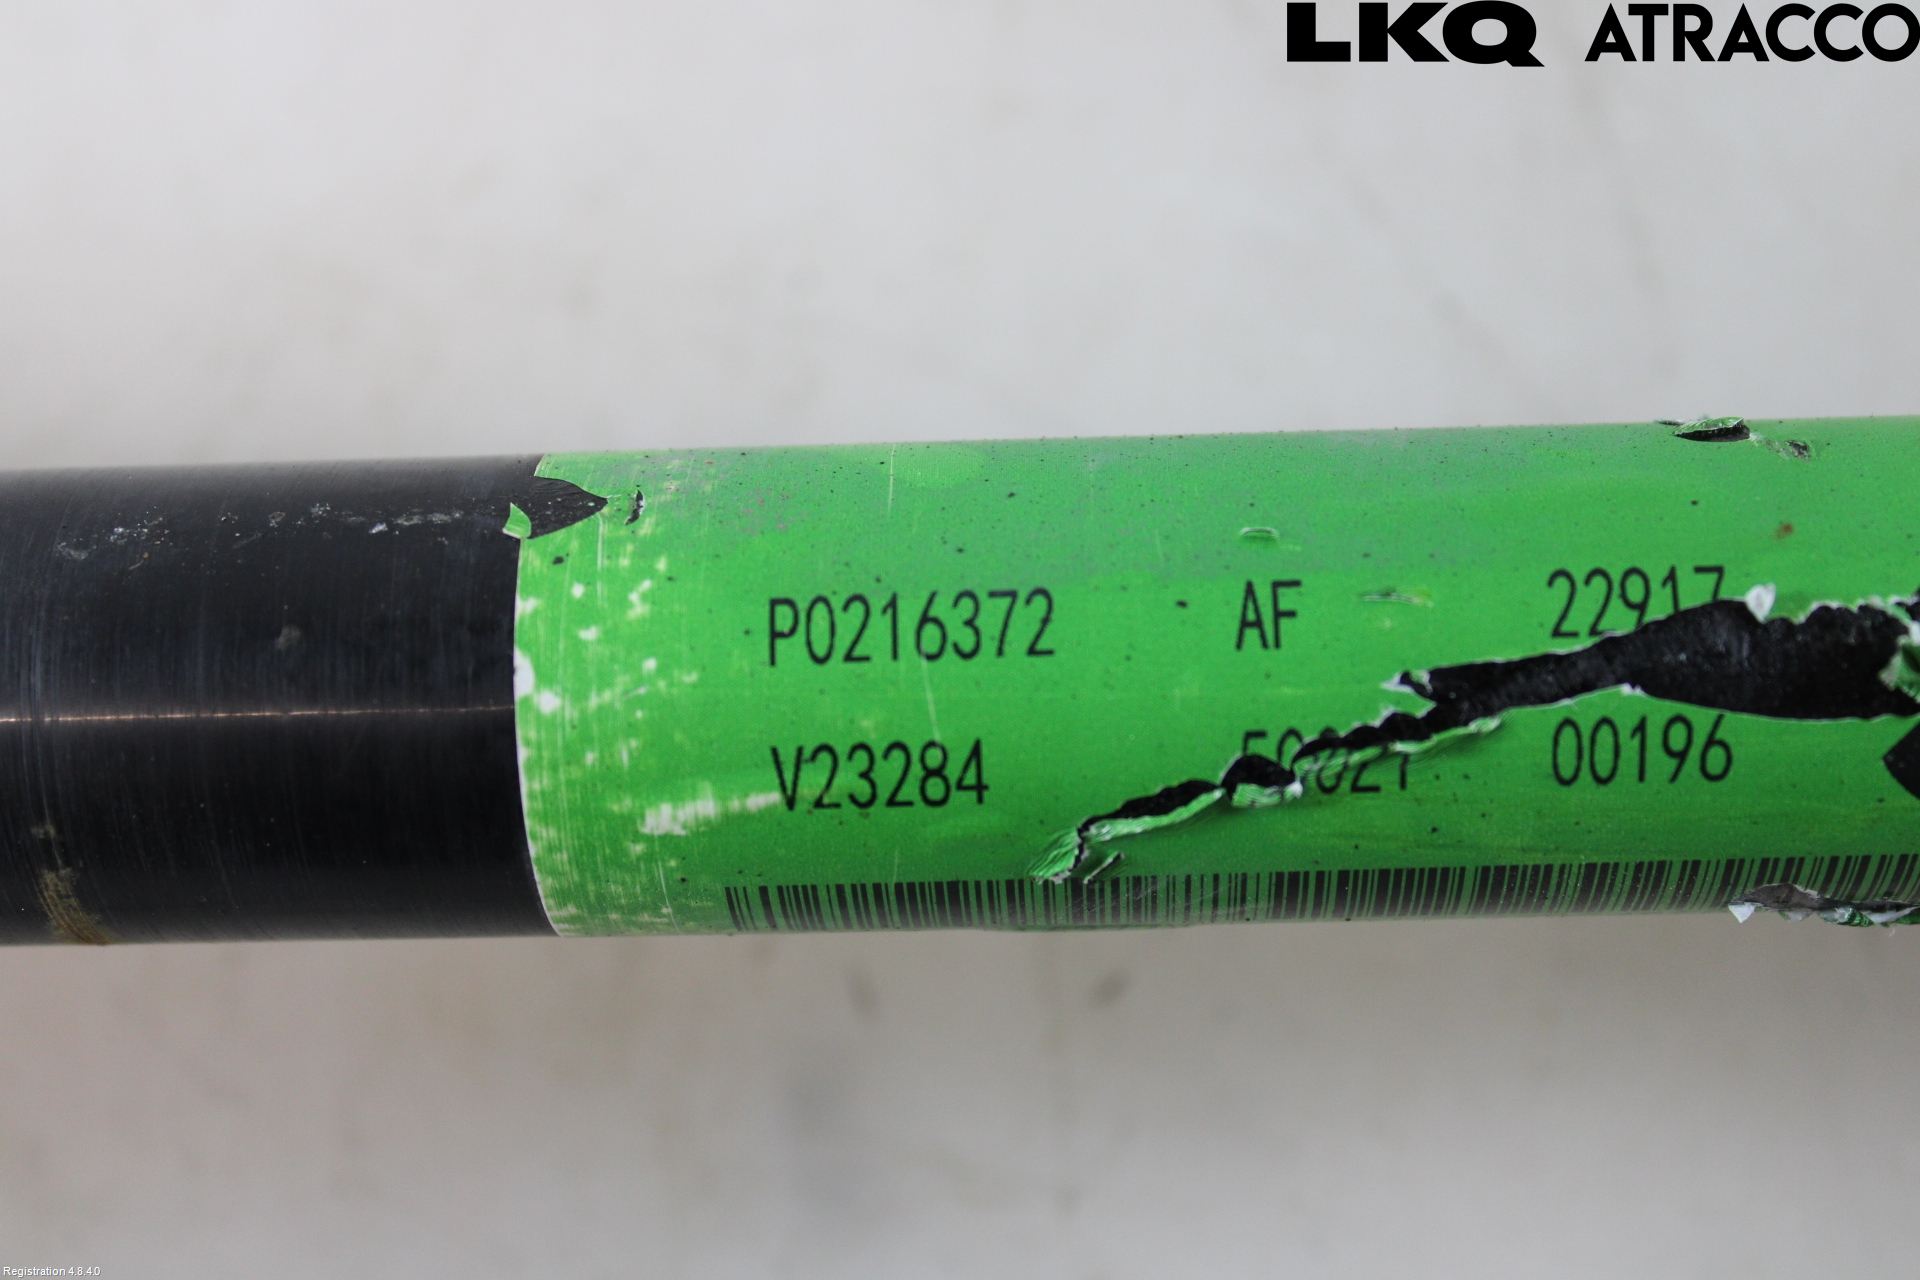 LKQ ATRACCO
P0216372 AF 22917
V23284 00196
Registration 4.8.4.0